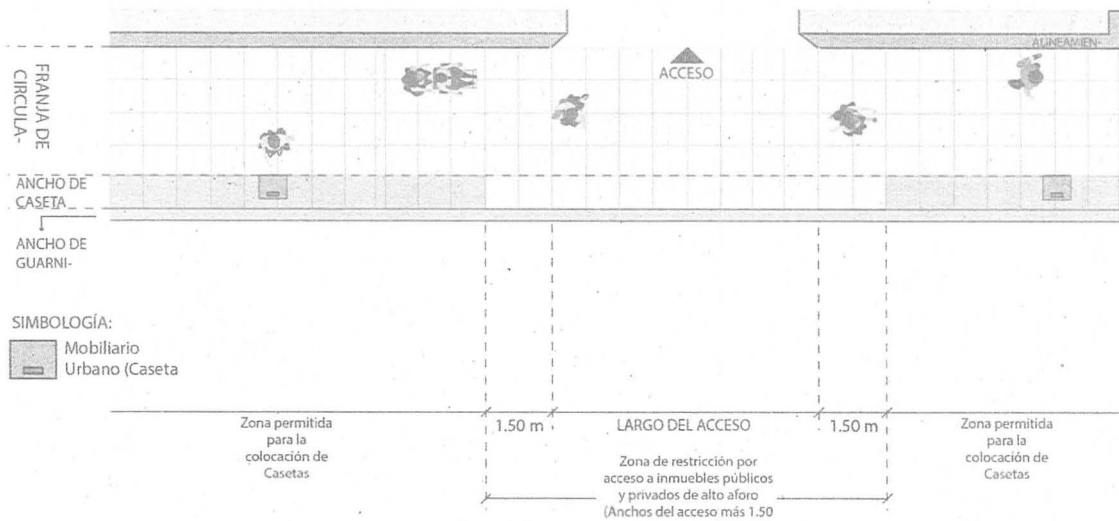 ALINEAMIEN-
ACCESO
FRANJA DE
CIRCULA-
ANCHO DE
CASETA
ANCHO DE
GUARNI-
SIMBOLOGÍA:
Mobiliario
Urbano (Caseta
Zona permitida
para la
colocación de
Casetas
1.50 m
LARGO DEL ACCESO
1.50 m
Zona permitida
para la
colocación de
Casetas
Zona de restricción por
acceso a inmuebles públicos
y privados de alto aforo
(Anchos del acceso más 1.50